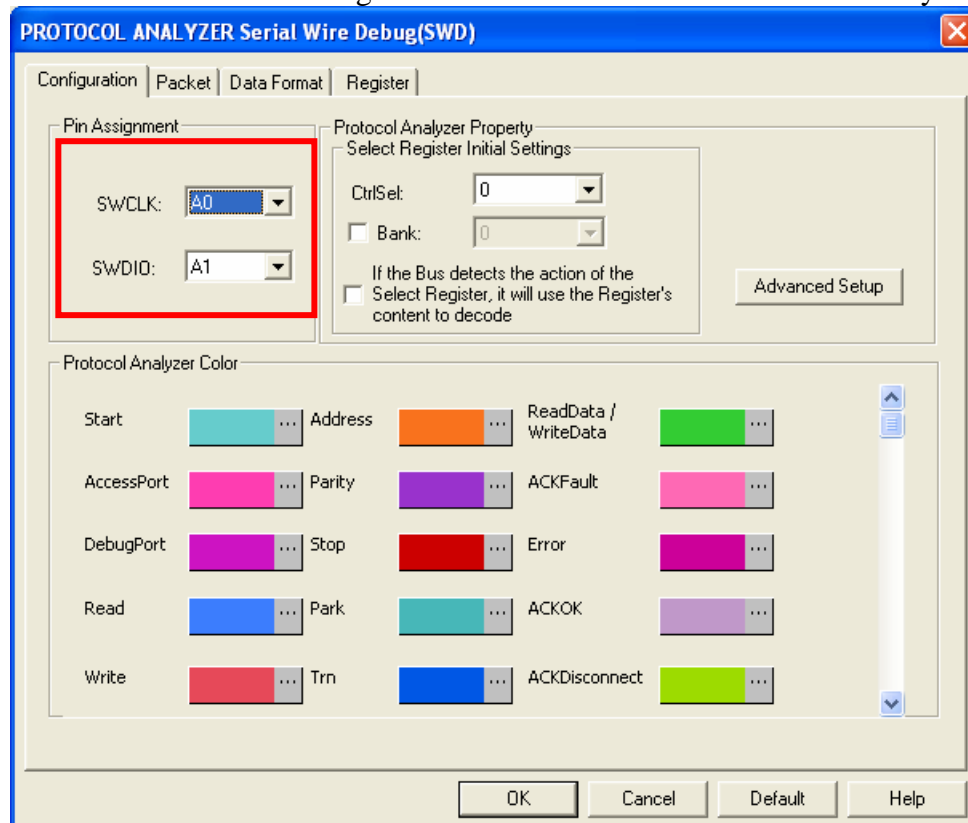 PROTOCOL ANALYZER Serial Wire Debug(SWD)
Configuration Packet Data Format Register
Pin Assignment
SWCLK: A0
SWDIO: A1
Protocol Analyzer Property
Select Register Initial Settings
CtrlSel: 0
Bank: 0
If the Bus detects the action of the
Select Register, it will use the Register's
content to decode
Advanced Setup
Protocol Analyzer Color
Start ... Address ... ReadData /
WriteData ...
AccessPort ... Parity ... ACKFault ...
DebugPort ... Stop ... Error ...
Read ... Park ... ACKOK ...
Write ... Trn ... ACKDisconnect ...
OK Cancel Default Help